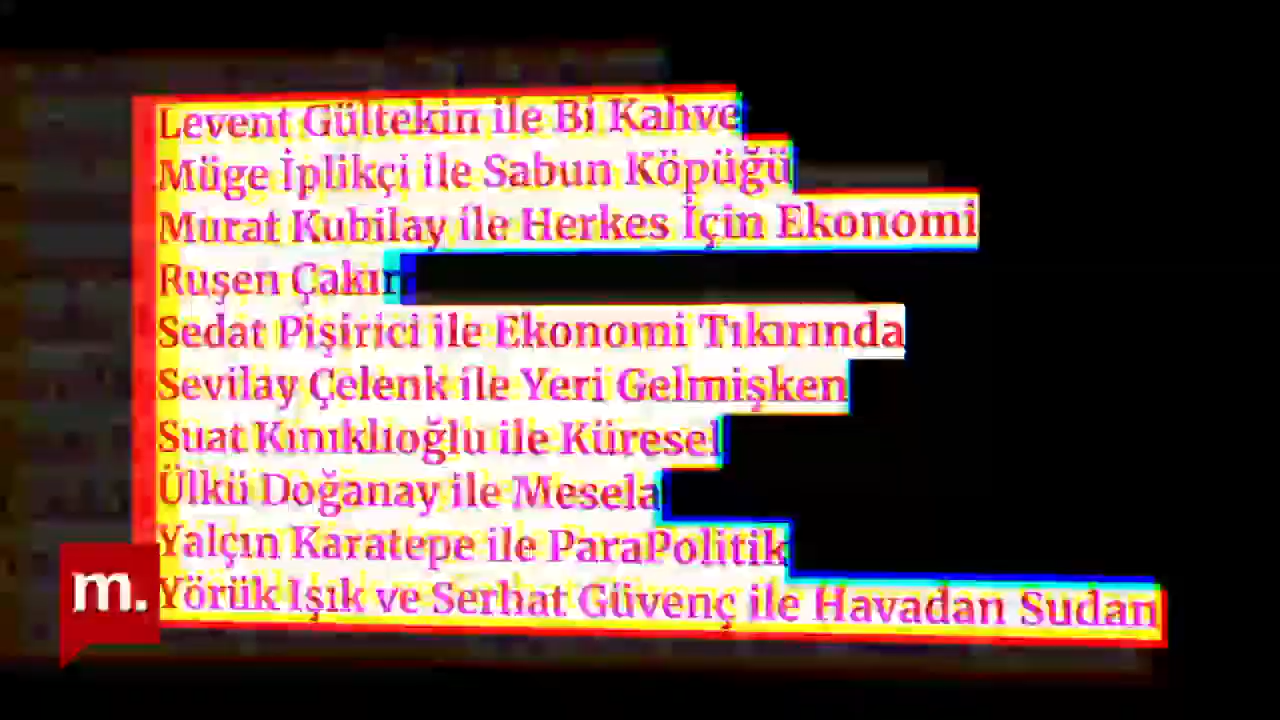 Levent Gültekin ile Bi Kahve
Müge İplikçi ile Sabun Köpüğü
Murat Kubilay ile Herkes İçin Ekonomi
Ruşen Çakır
Sedat Pişirici ile Ekonomi Tıkırında
Sevilay Çelenk ile Yeri Gelmişken
Suat Kınıklıoğlu ile Küresel
Ülkü Doğanay ile Mesela
Yalçın Karatepe ile ParaPolitik
Yörük Işık ve Serhat Güvenç ile Havadan Sudan
m.